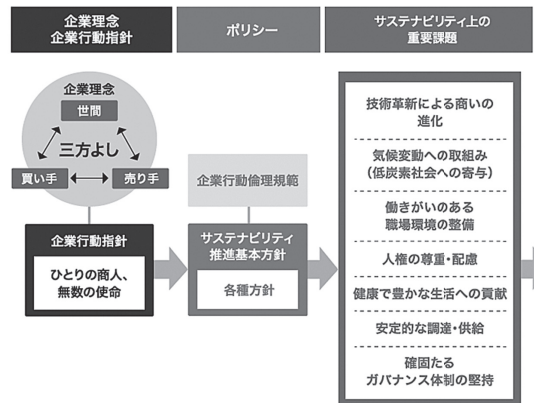 企業理念
企業行動指針
ポリシー
サステナビリティ上の
重要課題
企業理念
世間
三方よし
買い手
売り手
企業行動指針
ひとりの商人、
無数の使命
企業行動倫理規範
サステナビリティ
推進基本方針
各種方針
技術革新による商いの
進化
気候変動への取組み
（低炭素社会への寄与）
働きがいのある
職場環境の整備
人権の尊重・配慮
健康で豊かな生活への貢献
安定的な調達・供給
確固たる
ガバナンス体制の堅持